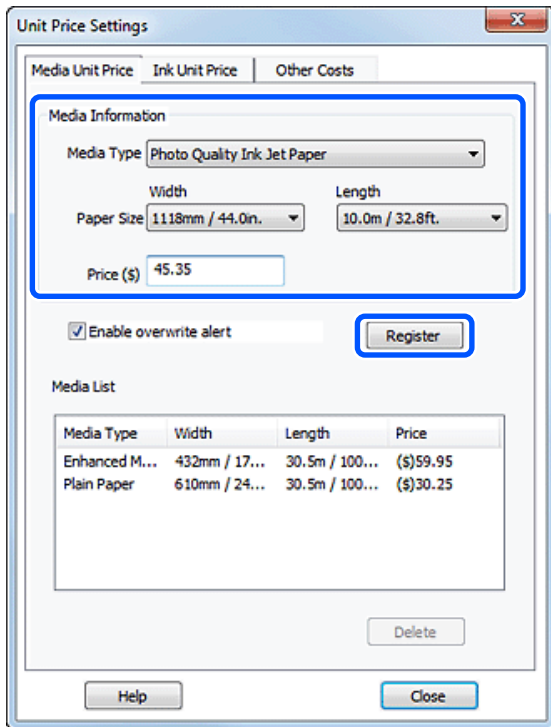 Unit Price Settings
Media Unit Price Ink Unit Price Other Costs
Media Information
Media Type Photo Quality Ink Jet Paper
Width Length
Paper Size 1118mm / 44.0in. 10.0m / 32.8ft.
Price ($) 45.35
Enable overwrite alert Register
Media List
Media Type Width Length Price
Enhanced M... 432mm / 17... 30.5m / 100... ($)59.95
Plain Paper 610mm / 24... 30.5m / 100... ($)30.25
Delete
Help Close